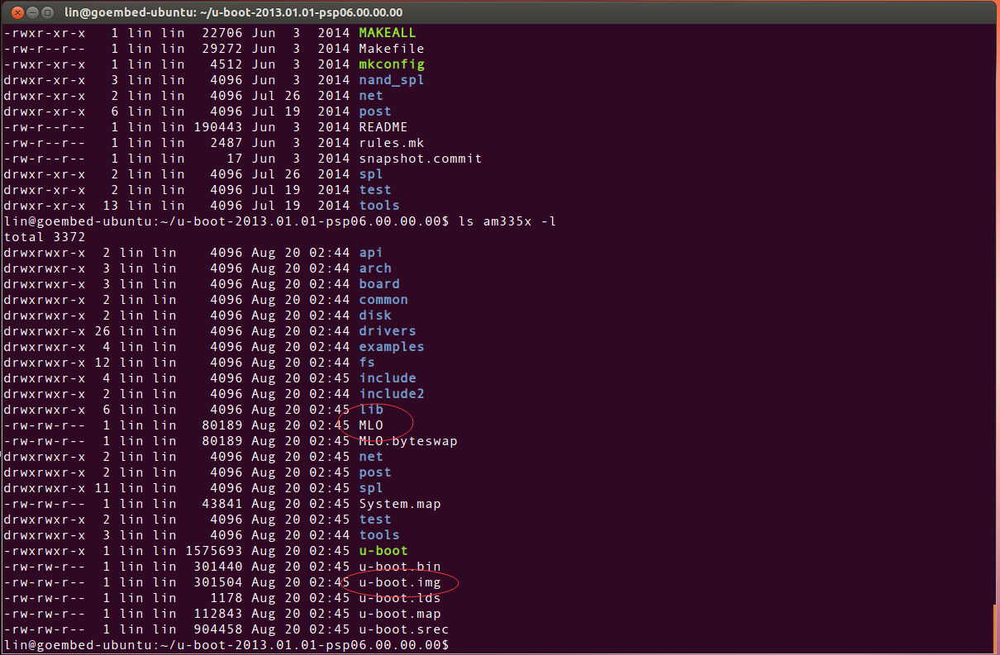 lin@goembed-ubuntu: ~/u-boot-2013.01.01-psp06.00.00.00
-rwxr-xr-x   1 lin lin  22706 Jun  3  2014 MAKEALL
-rw-r--r--   1 lin lin  29272 Jun  3  2014 Makefile
-rwxr-xr-x   1 lin lin   4512 Jun  3  2014 mkconfig
drwxr-xr-x   3 lin lin   4096 Jun  3  2014 nand_spl
drwxr-xr-x   2 lin lin   4096 Jul 26  2014 net
drwxr-xr-x   6 lin lin   4096 Jul 19  2014 post
-rw-r--r--   1 lin lin 190443 Jun  3  2014 README
-rw-r--r--   1 lin lin   2487 Jun  3  2014 rules.mk
-rw-r--r--   1 lin lin     17 Jun  3  2014 snapshot.commit
drwxr-xr-x   2 lin lin   4096 Jul 26  2014 spl
drwxr-xr-x   2 lin lin   4096 Jul 19  2014 test
drwxr-xr-x  13 lin lin   4096 Jul 19  2014 tools
lin@goembed-ubuntu:~/u-boot-2013.01.01-psp06.00.00.00$ ls am335x -l
total 3372
drwxrwxr-x  2 lin lin    4096 Aug 20 02:44 api
drwxrwxr-x  3 lin lin    4096 Aug 20 02:44 arch
drwxrwxr-x  3 lin lin    4096 Aug 20 02:44 board
drwxrwxr-x  2 lin lin    4096 Aug 20 02:44 common
drwxrwxr-x  2 lin lin    4096 Aug 20 02:44 disk
drwxrwxr-x 26 lin lin    4096 Aug 20 02:44 drivers
drwxrwxr-x  4 lin lin    4096 Aug 20 02:44 examples
drwxrwxr-x 12 lin lin    4096 Aug 20 02:44 fs
drwxrwxr-x  4 lin lin    4096 Aug 20 02:45 include
drwxrwxr-x  2 lin lin    4096 Aug 20 02:44 include2
drwxrwxr-x  6 lin lin    4096 Aug 20 02:45 lib
-rw-rw-r--  1 lin lin   80189 Aug 20 02:45 MLO
-rw-rw-r--  1 lin lin   80189 Aug 20 02:45 MLO.byteswap
drwxrwxr-x  2 lin lin    4096 Aug 20 02:45 net
drwxrwxr-x  2 lin lin    4096 Aug 20 02:45 post
drwxrwxr-x 11 lin lin    4096 Aug 20 02:45 spl
-rw-rw-r--  1 lin lin   43841 Aug 20 02:45 System.map
drwxrwxr-x  2 lin lin    4096 Aug 20 02:44 test
drwxrwxr-x  3 lin lin    4096 Aug 20 02:44 tools
-rwxrwxr-x  1 lin lin 1575693 Aug 20 02:45 u-boot
-rw-rw-r--  1 lin lin  301440 Aug 20 02:45 u-boot.bin
-rw-rw-r--  1 lin lin  301504 Aug 20 02:45 u-boot.img
-rw-rw-r--  1 lin lin    1178 Aug 20 02:45 u-boot.lds
-rw-rw-r--  1 lin lin  112843 Aug 20 02:45 u-boot.map
-rw-rw-r--  1 lin lin  904458 Aug 20 02:45 u-boot.srec
lin@goembed-ubuntu:~/u-boot-2013.01.01-psp06.00.00.00$